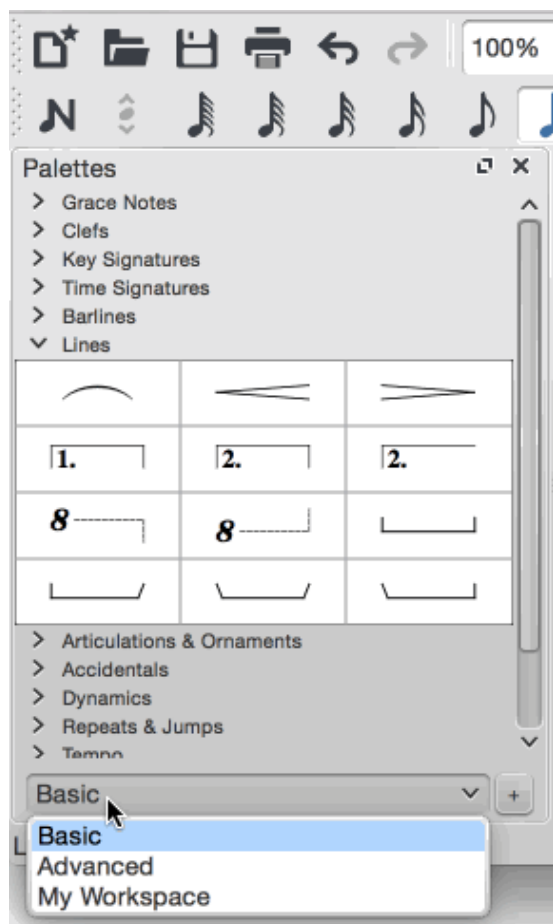 100%
N
Palettes
Grace Notes
Clefs
Key Signatures
Time Signatures
Barlines
Lines
1. 2. 2.
8 8
Articulations & Ornaments
Accidentals
Dynamics
Repeats & Jumps
Tempo
Basic +
Basic
Advanced
My Workspace